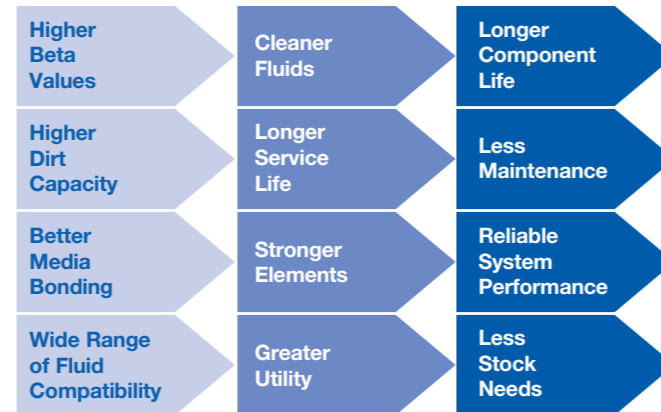 Higher
Beta
Values
Cleaner
Fluids
Longer
Component
Life
Higher
Dirt
Capacity
Longer
Service
Life
Less
Maintenance
Better
Media
Bonding
Stronger
Elements
Reliable
System
Performance
Wide Range
of Fluid
Compatibility
Greater
Utility
Less
Stock
Needs